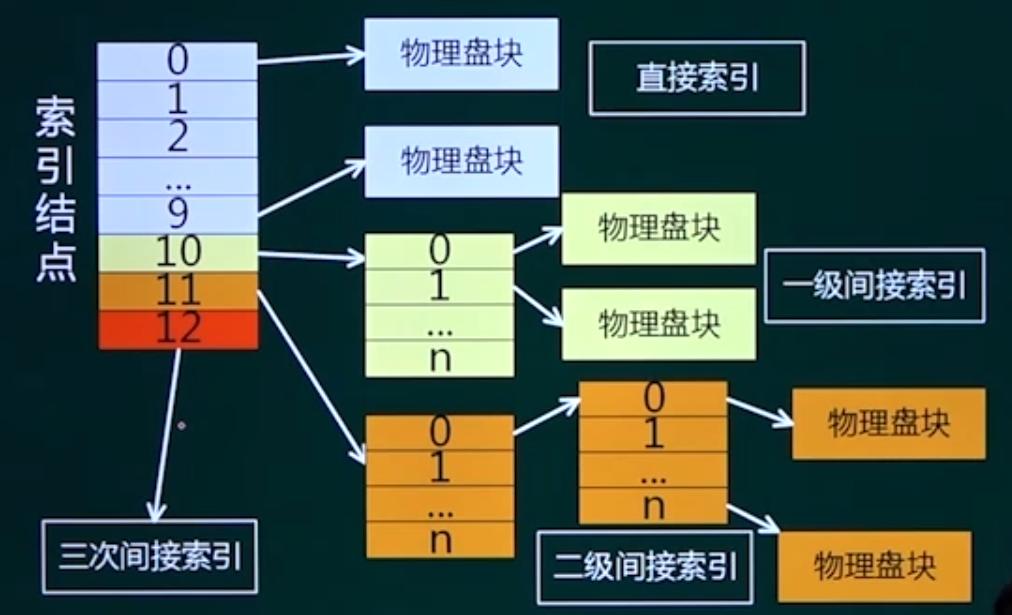 索引结点
0
1
2
...
9
10
11
12
物理盘块
直接索引
物理盘块
0
1
...
n
物理盘块
物理盘块
一级间接索引
0
1
...
n
0
1
...
n
物理盘块
物理盘块
二级间接索引
三次间接索引